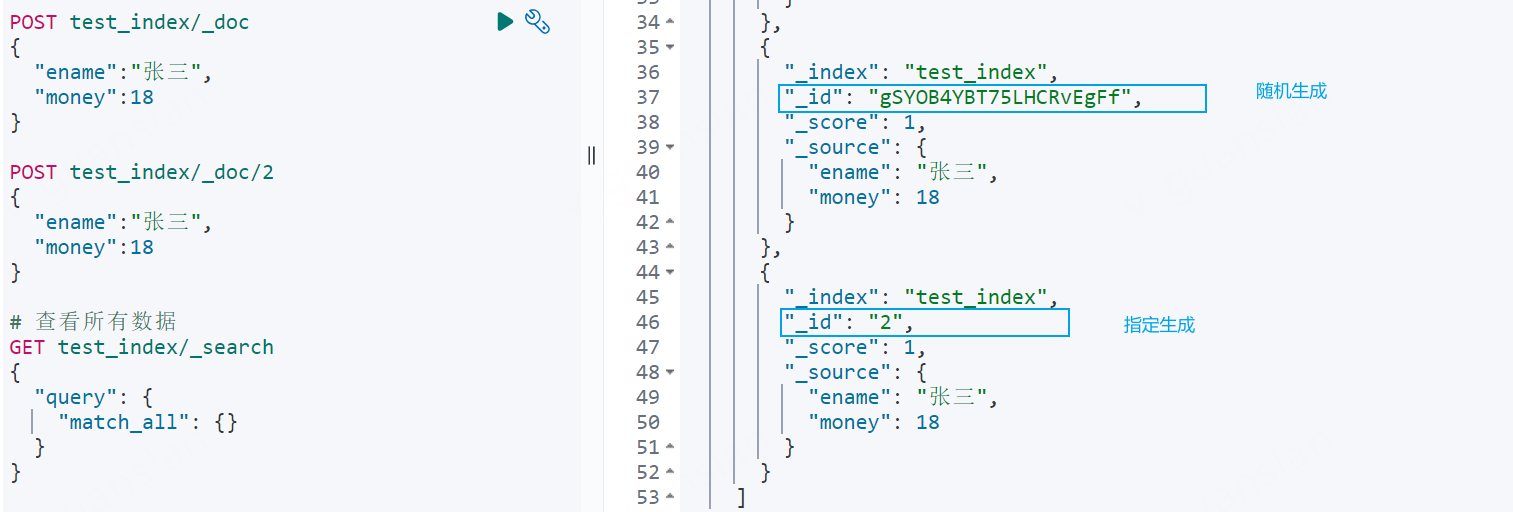 POST test_index/_doc
{
"ename":"张三",
"money":18
}
POST test_index/_doc/2
{
"ename":"张三",
"money":18
}
# 查看所有数据
GET test_index/_search
{
"query": {
"match_all": {}
}
}
34 },
35 {
36 "_index": "test_index",
37 "_id": "gSYOB4YBT75LHCRvEgFf", 随机生成
38 "_score": 1,
39 "_source": {
40 "ename": "张三",
41 "money": 18
42 }
43 },
44 {
45 "_index": "test_index",
46 "_id": "2", 指定生成
47 "_score": 1,
48 "_source": {
49 "ename": "张三",
50 "money": 18
51 }
52 }
53 ]